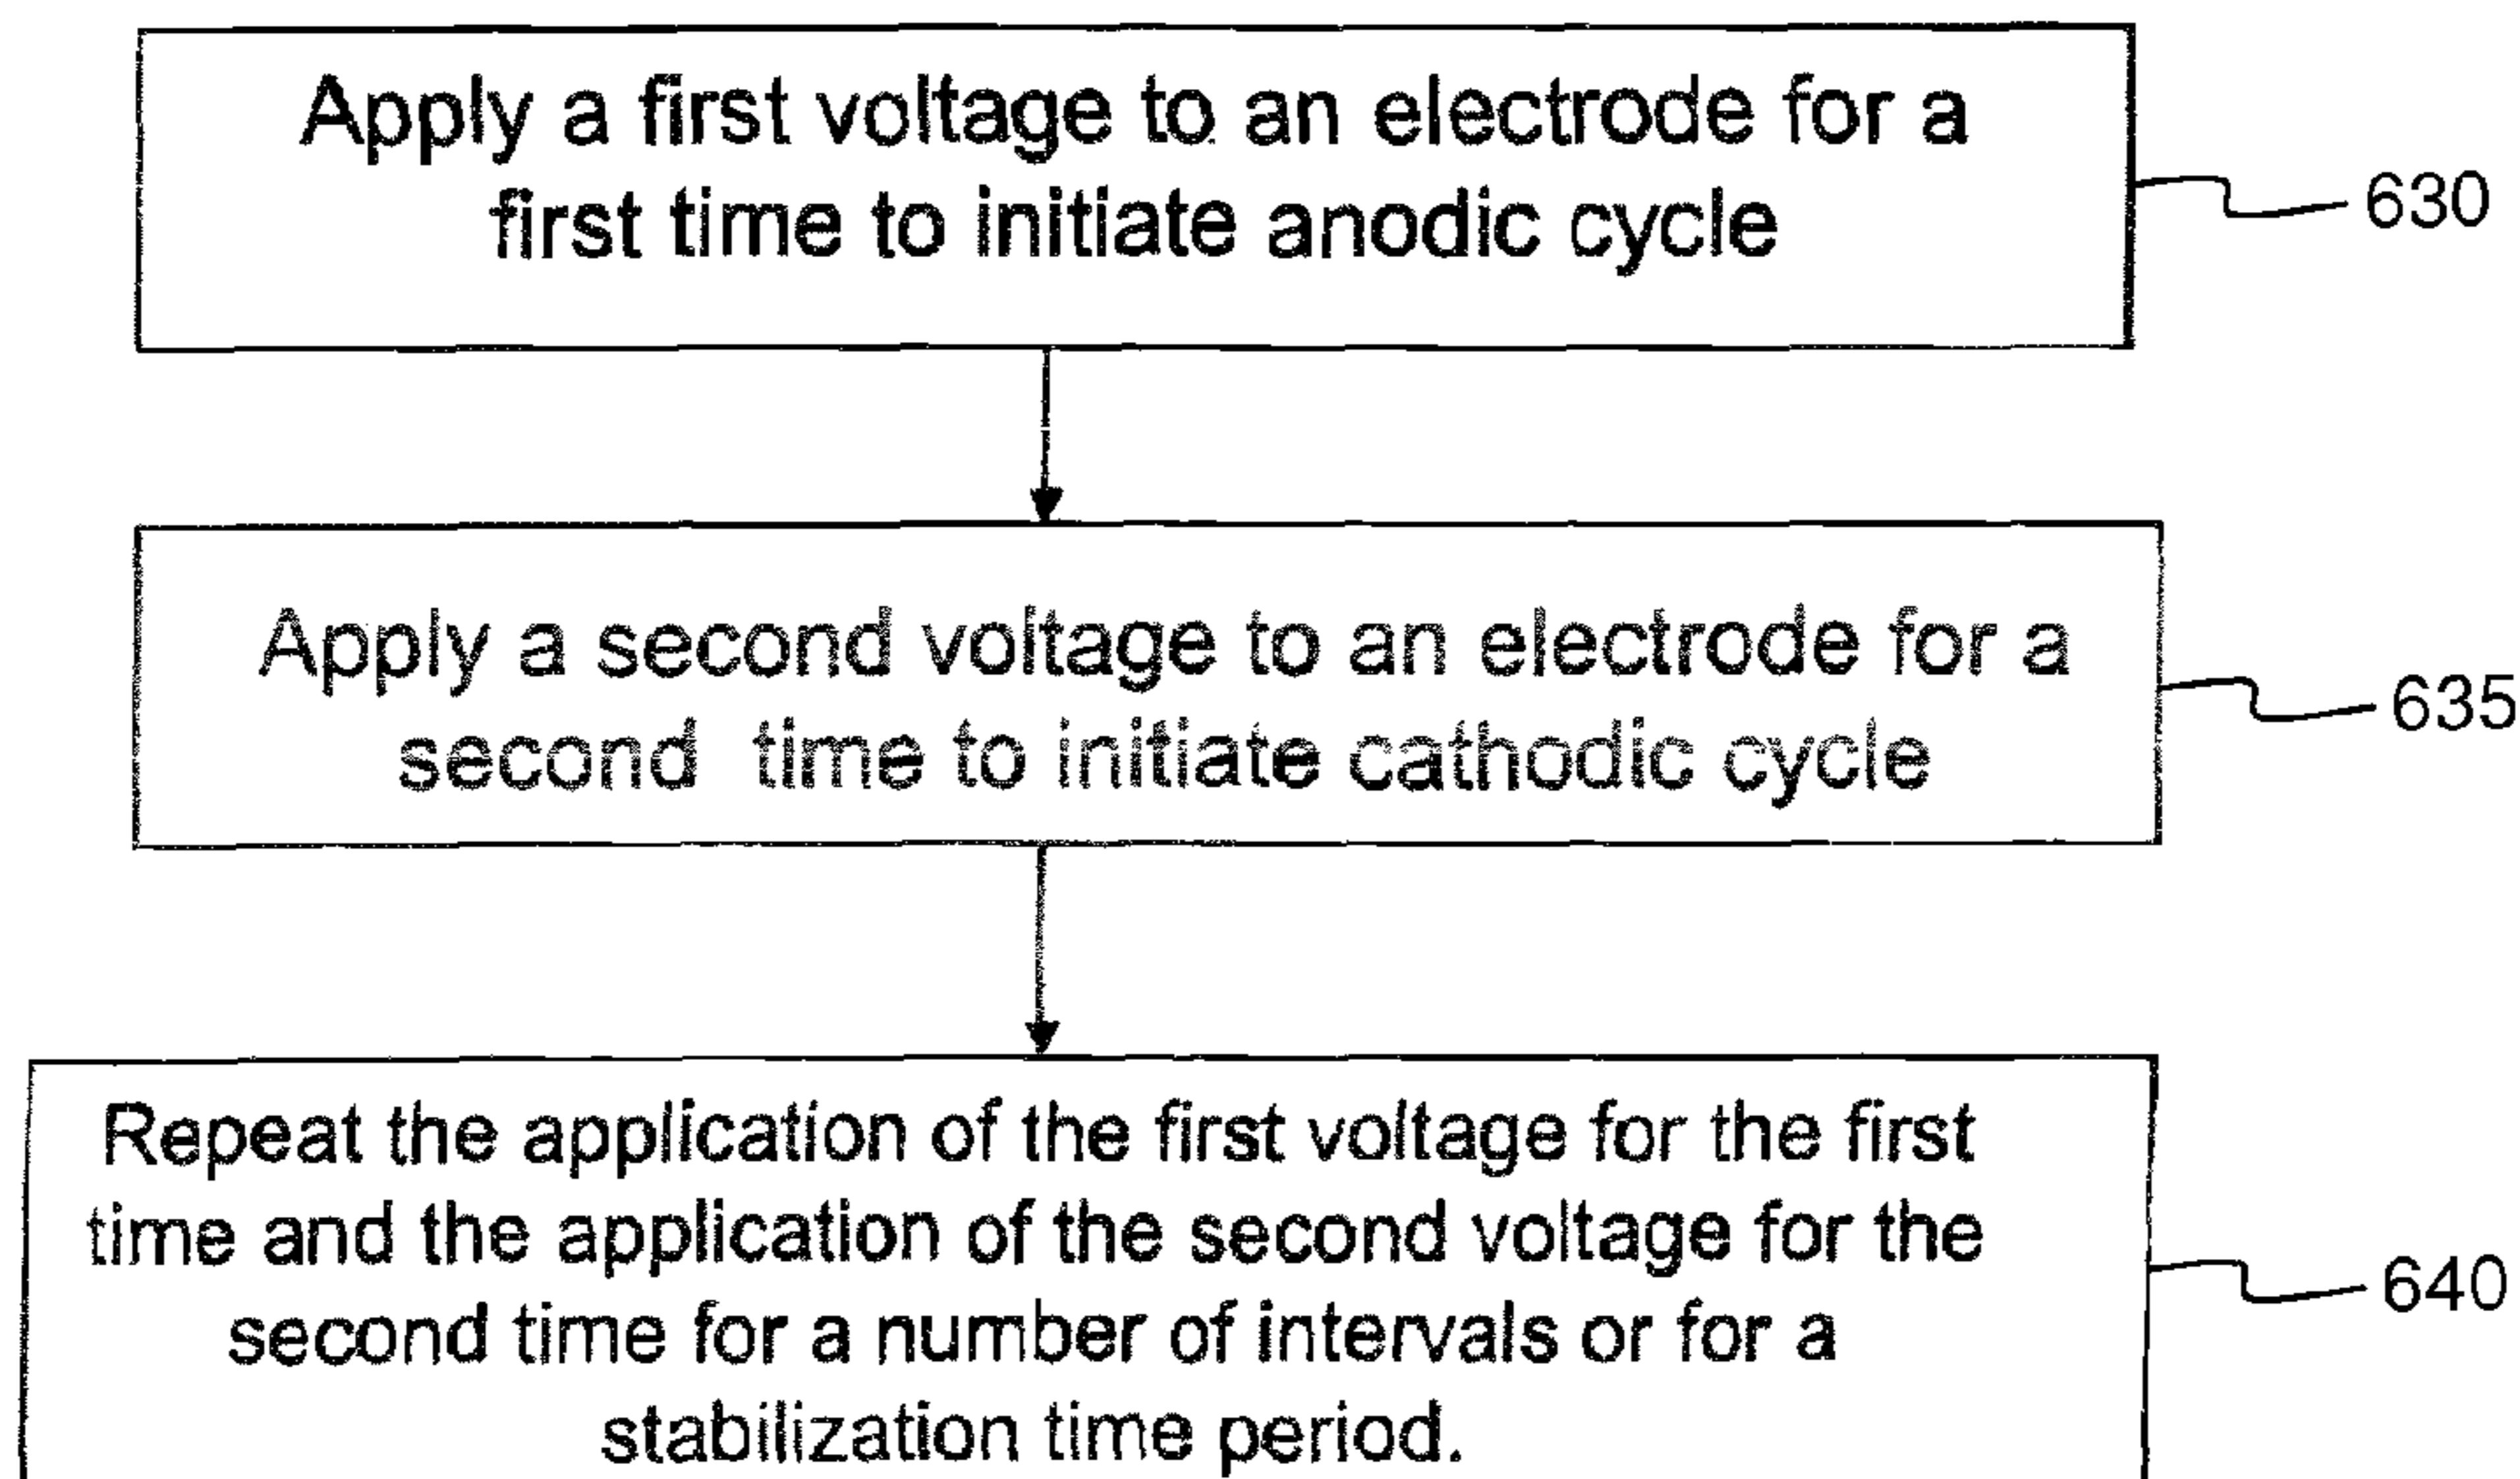 Apply a first voltage to an electrode for a
first time to initiate anodic cycle
630
Apply a second voltage to an electrode for a
second time to initiate cathodic cycle
635
Repeat the application of the first voltage for the first
time and the application of the second voltage for the
second time for a number of intervals or for a
stabilization time period.
640